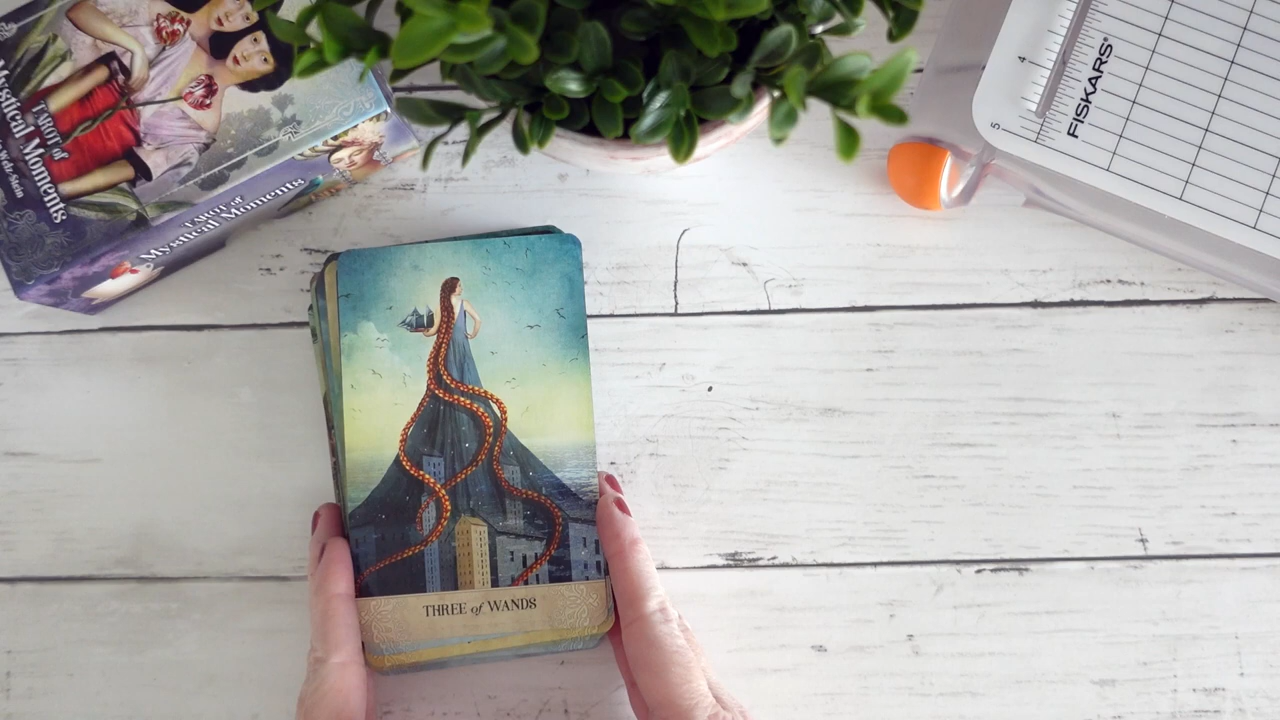 TAROT of
Mystical Moments
TAROT of
Mystical Moments
THREE of WANDS
4
5
FISKARS®